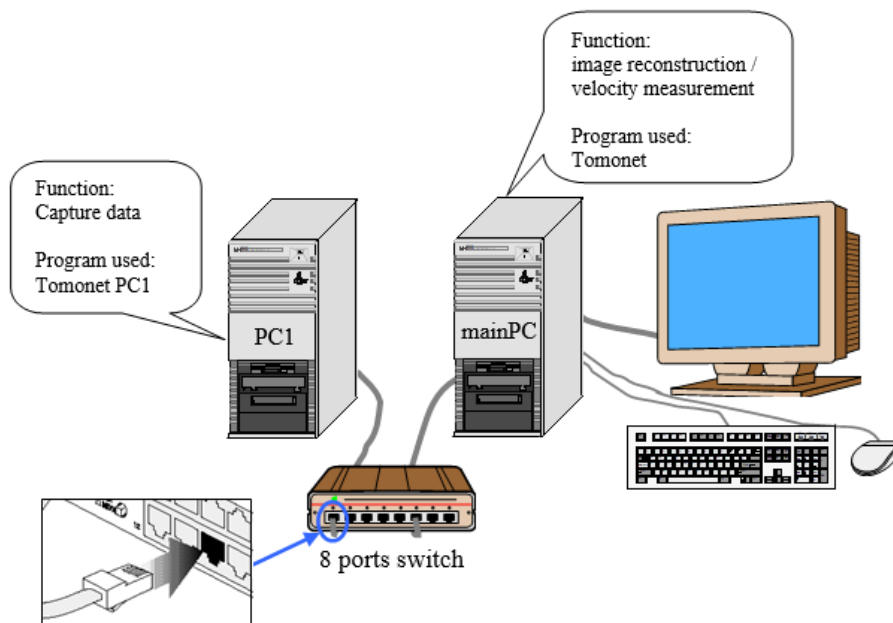 Function:
image reconstruction /
velocity measurement
Program used:
Tomonet
Function:
Capture data
Program used:
Tomonet PC1
PC1
mainPC
8 ports switch